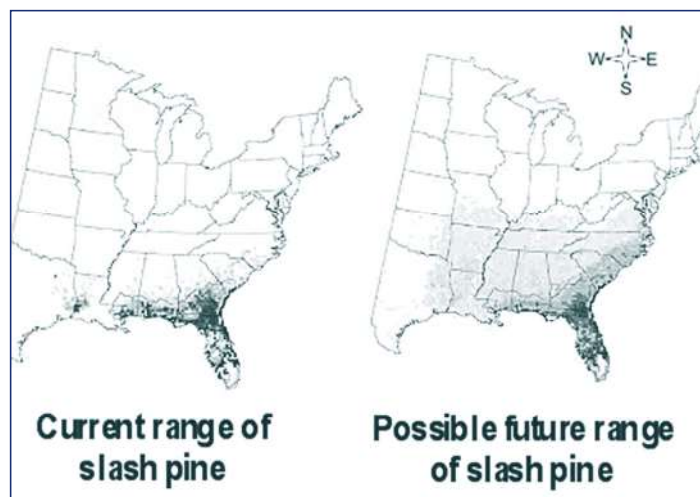 N
W E
S
Current range of
slash pine
Possible future range
of slash pine